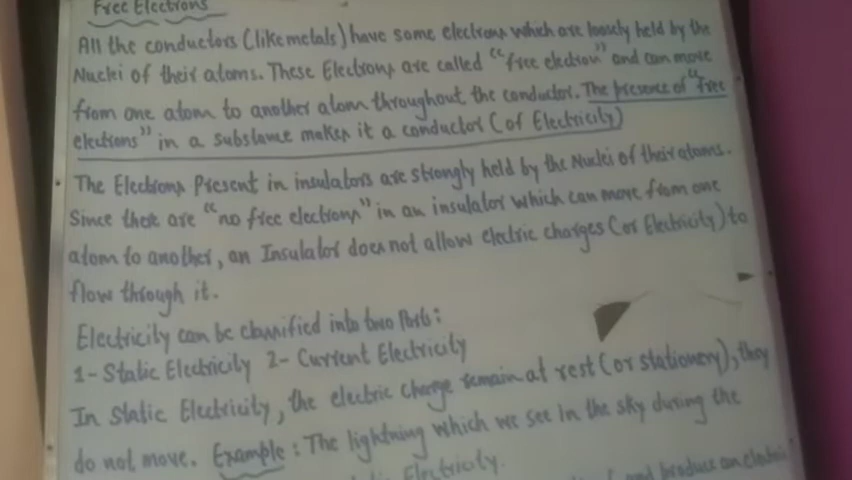 Free Electrons
All the conductors (like metals) have some electrons which are loosely held by the
Nuclei of their atoms. These Electrons are called "free electron" and can move
from one atom to another atom throughout the conductor. The presence of "free
electrons" in a substance makes it a conductor (of Electricity)
The Electrons Present in insulators are strongly held by the Nuclei of their atoms.
Since there are "no free electrons" in an insulator which can move from one
atom to another, an Insulator does not allow electric charges (or Electricity) to
flow through it.
Electricity can be classified into two Parts:
1- Static Electricity 2- Current Electricity
In Static Electricity, the electric charge remain at rest (or stationery), they
do not move. Example: The lightning which we see In the sky during the
Electricity.
and produce an electric